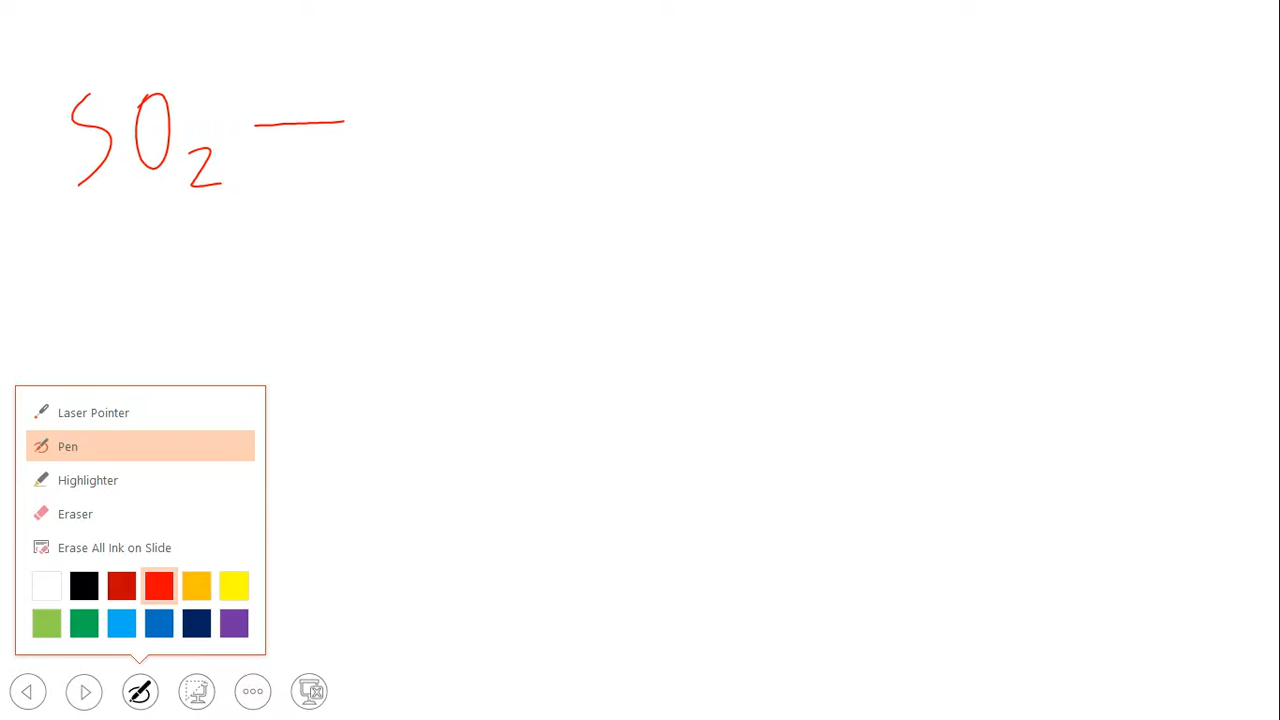 SO₂ —
Laser Pointer
Pen
Highlighter
Eraser
Erase All Ink on Slide